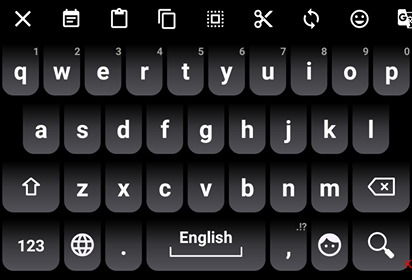 1 2 3 4 5 6 7 8 9 0
q w e r t y u i o p
a s d f g h j k l
z x c v b n m
.!?
123 . English ,